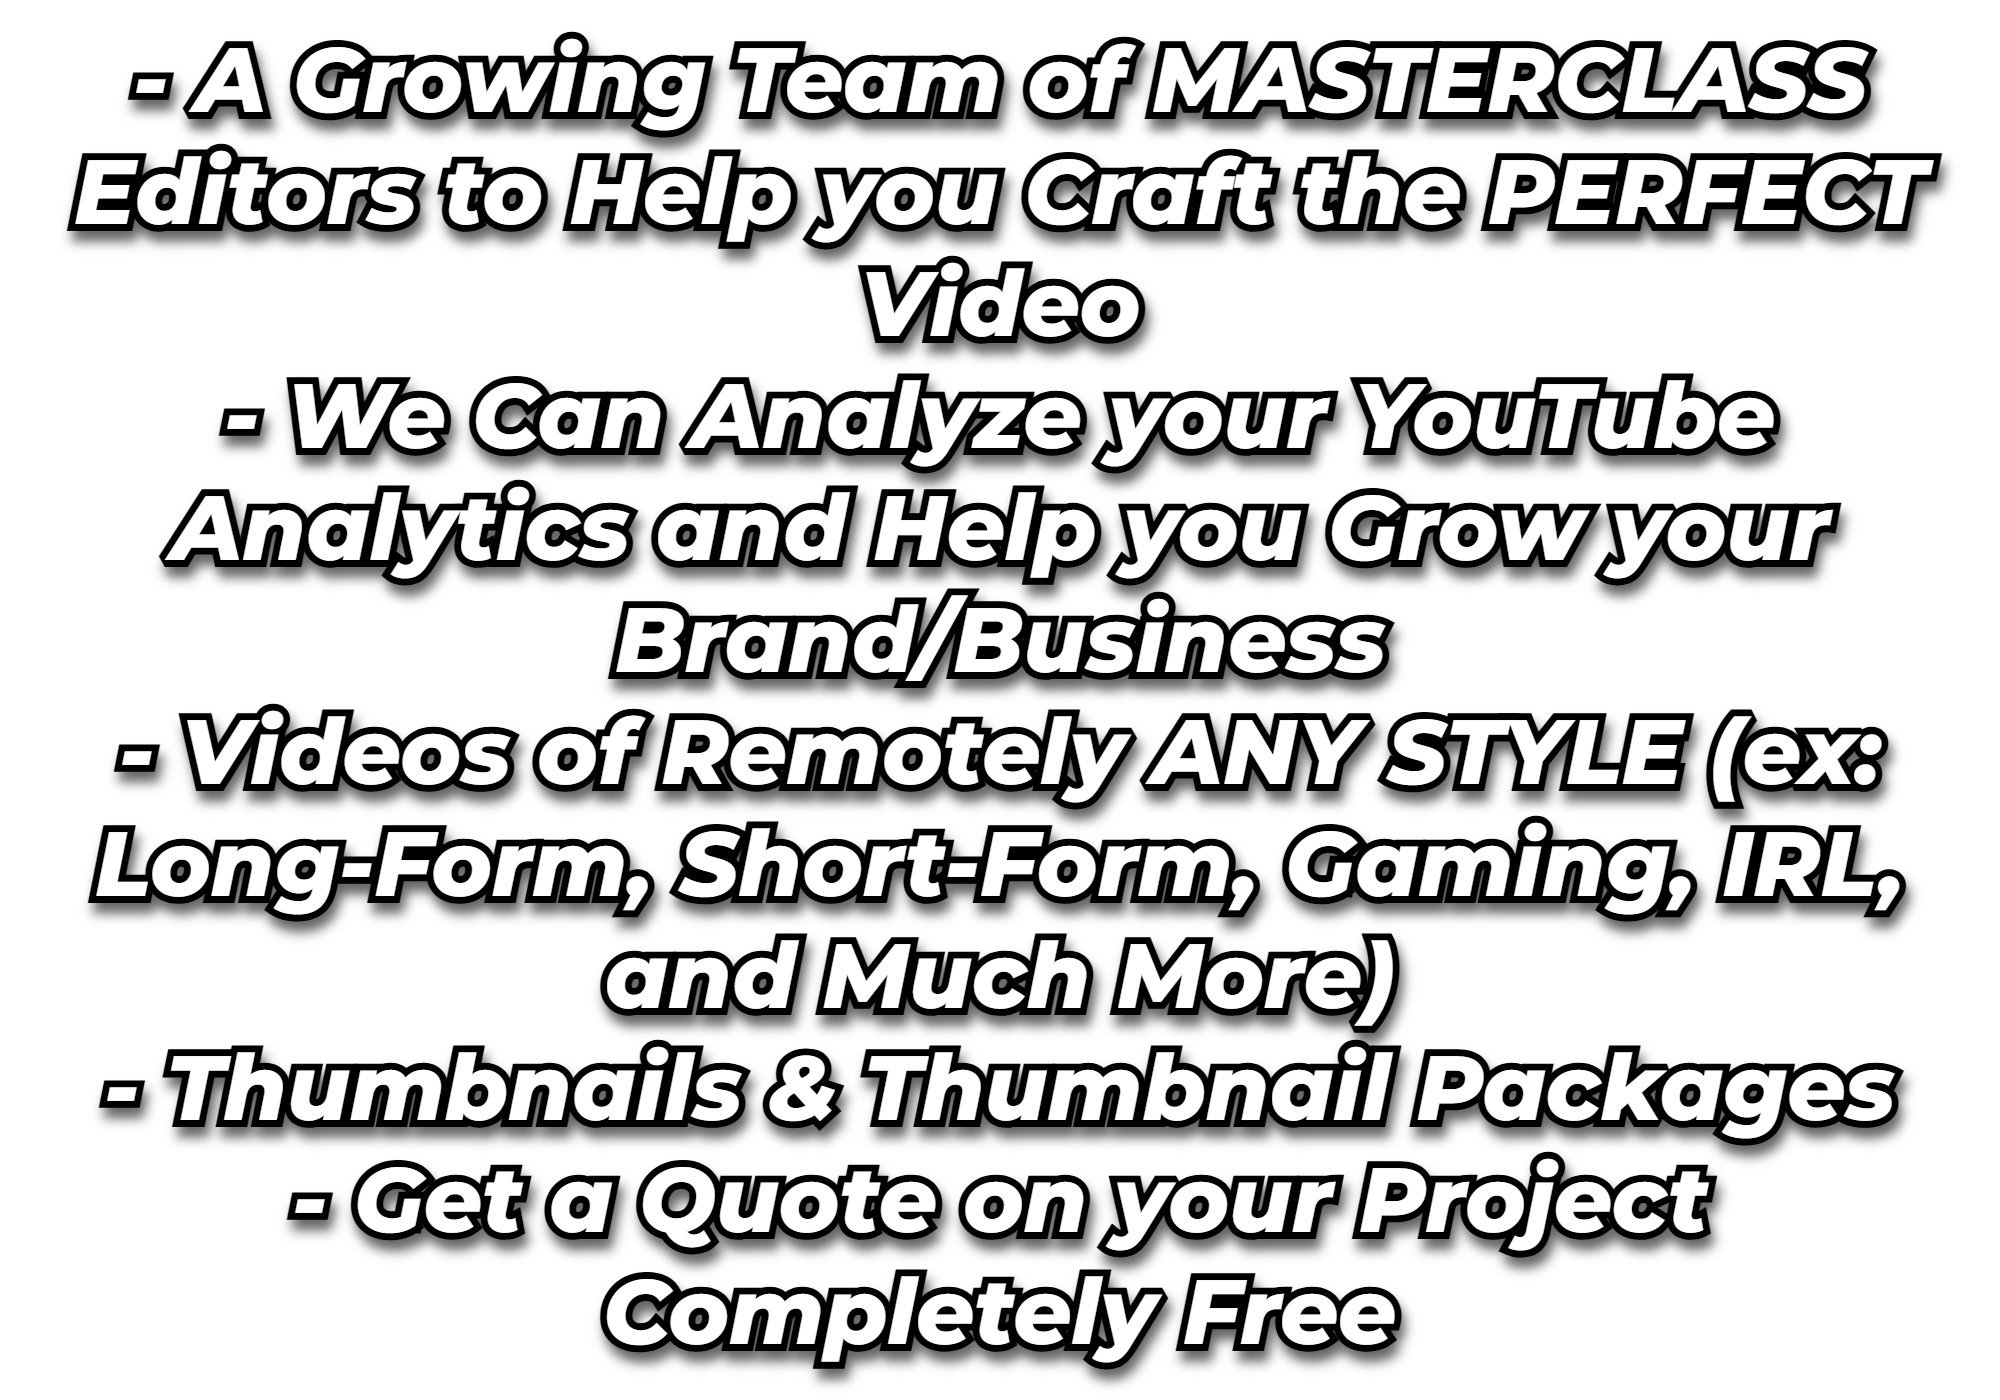 - A Growing Team of MASTERCLASS
Editors to Help you Craft the PERFECT
Video
- We Can Analyze your YouTube
Analytics and Help you Grow your
Brand/Business
- Videos of Remotely ANY STYLE (ex:
Long-Form, Short-Form, Gaming, IRL,
and Much More)
- Thumbnails & Thumbnail Packages
- Get a Quote on your Project
Completely Free